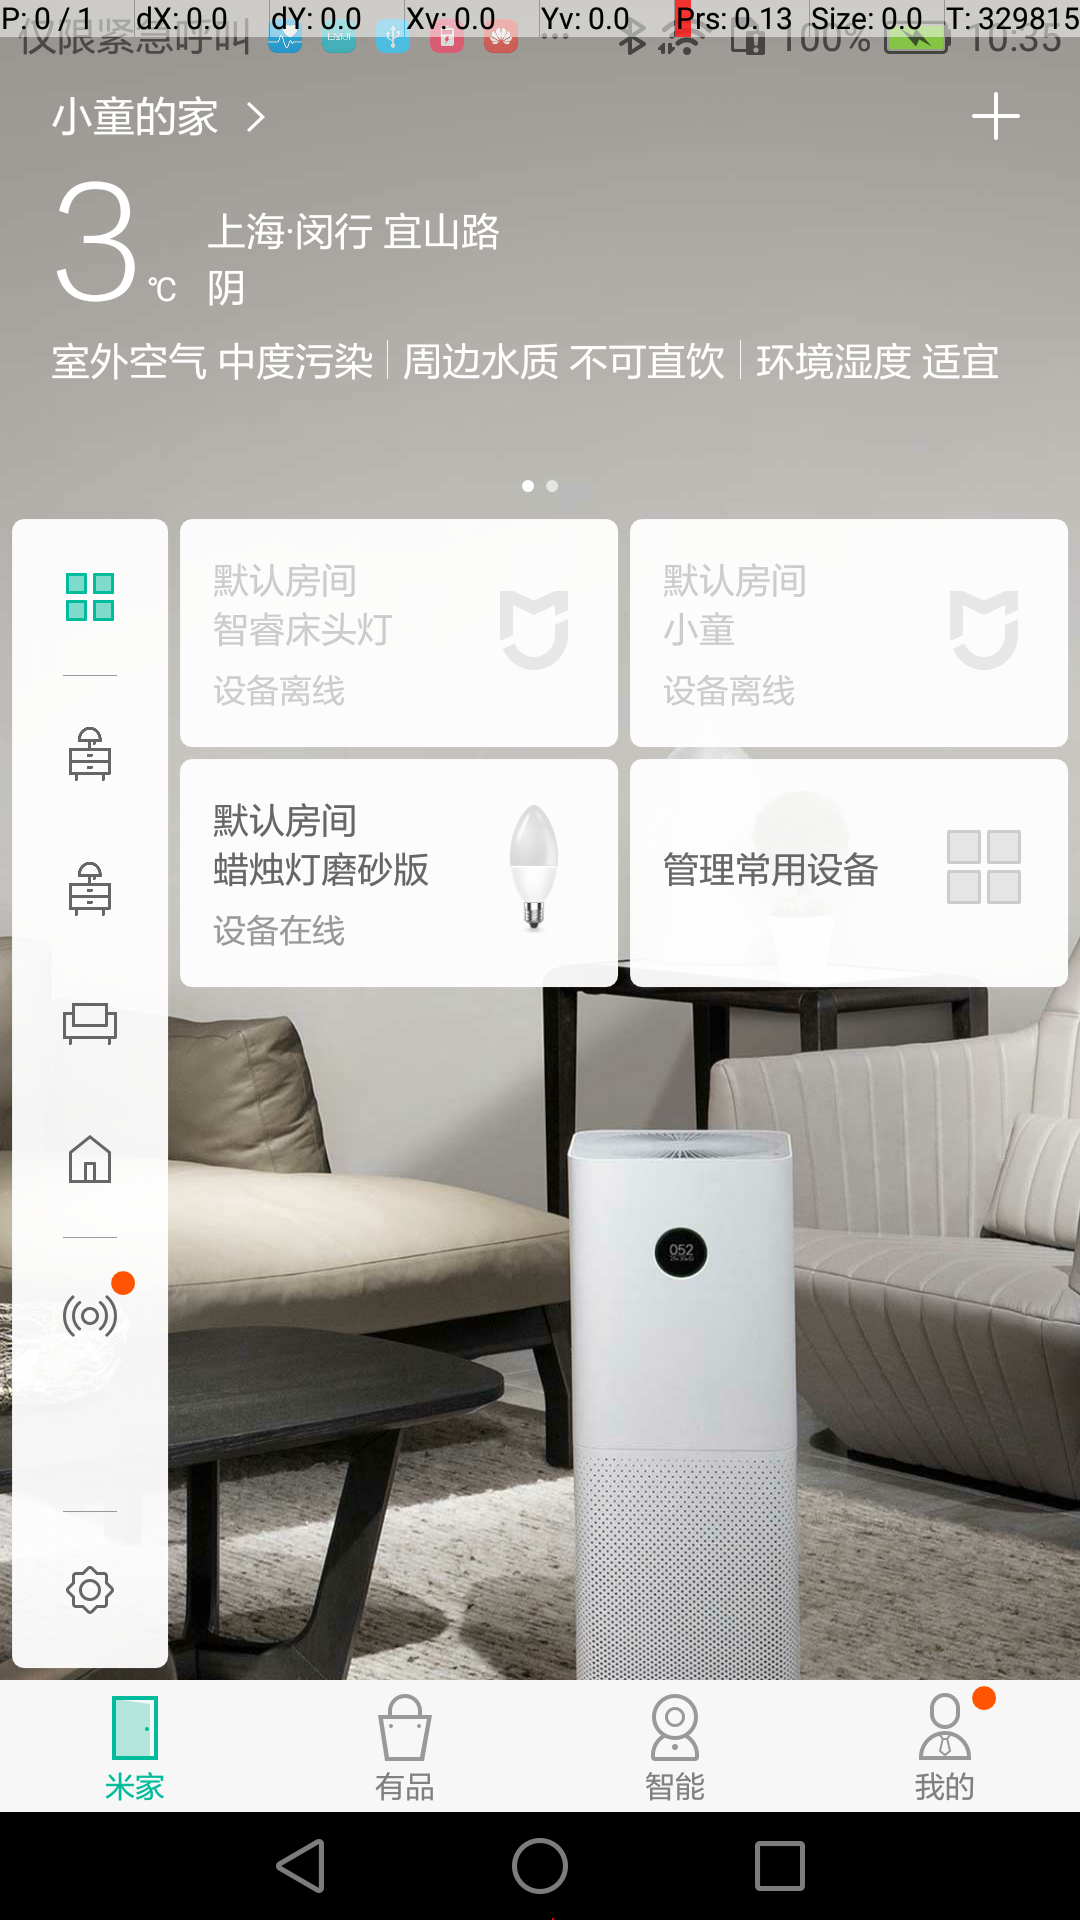 P: 0 / 1 dX: 0.0 dY: 0.0 Xv: 0.0 Yv: 0.0 Prs: 0.13 Size: 0.0 T: 329815
仅限紧急呼叫 100% 10:35
小童的家
3 ℃
上海·闵行 宜山路
阴
室外空气 中度污染 周边水质 不可直饮 环境湿度 适宜
默认房间
智睿床头灯
设备离线
默认房间
小童
设备离线
默认房间
蜡烛灯磨砂版
设备在线
管理常用设备
052
米家 有品 智能 我的